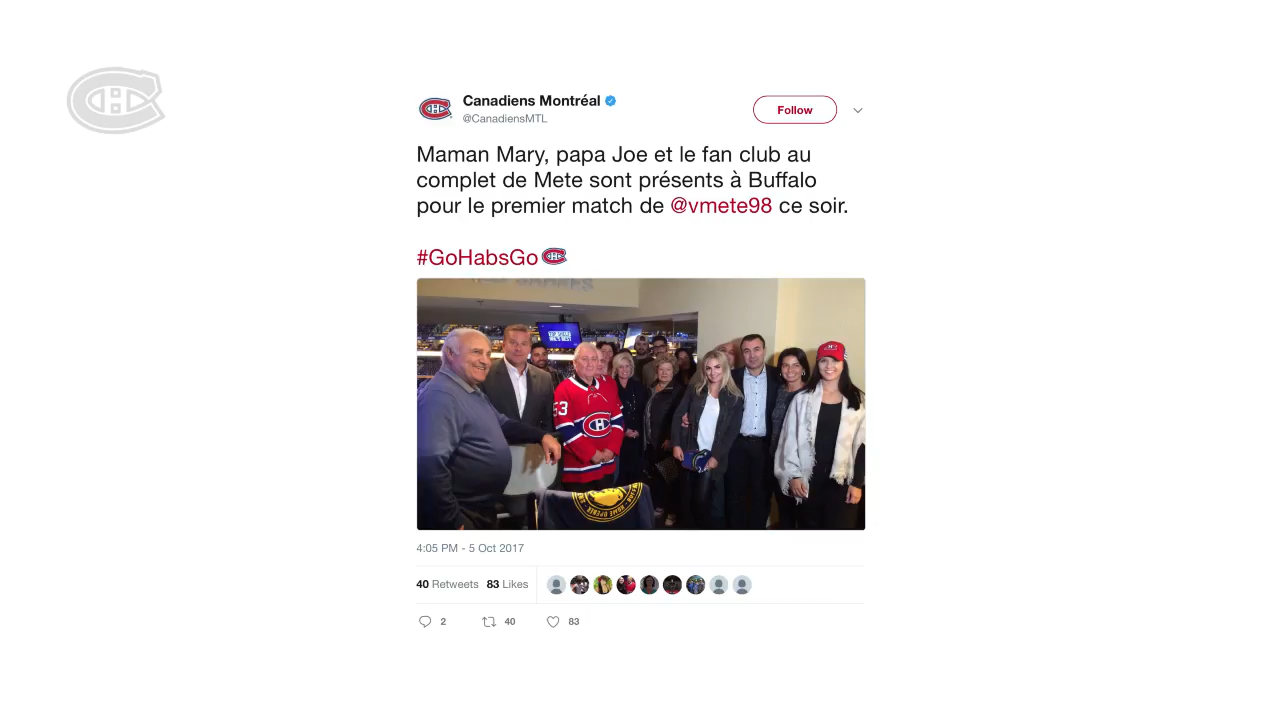 Canadiens Montréal
@CanadiensMTL
Follow
Maman Mary, papa Joe et le fan club au
complet de Mete sont présents à Buffalo
pour le premier match de @vmete98 ce soir.
#GoHabsGo
53
4:05 PM - 5 Oct 2017
40 Retweets 83 Likes
2 40 83